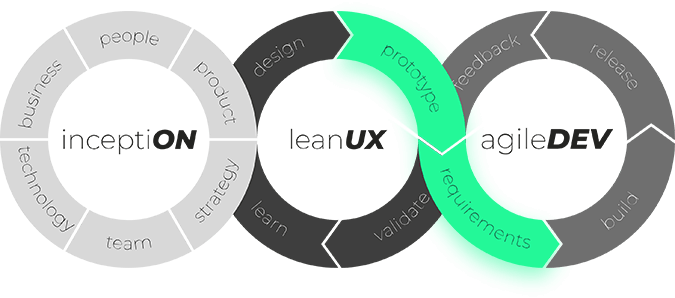 people
business
product
inceptiON
technology
strategy
team
design
prototype
leanUX
learn
validate
feedback
release
agileDEV
requirements
build